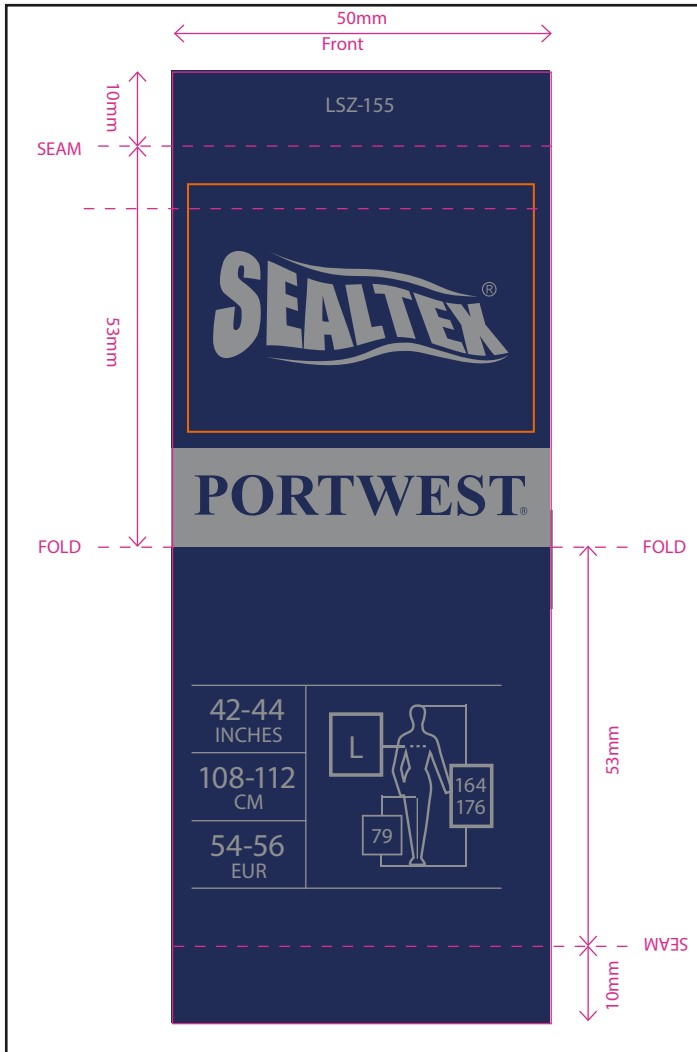 50mm
Front
10mm
LSZ-155
SEAM
53mm
SEALTEX®
PORTWEST®
FOLD
FOLD
42-44
INCHES
108-112
CM
54-56
EUR
L
164
176
79
53mm
SEAM
10mm